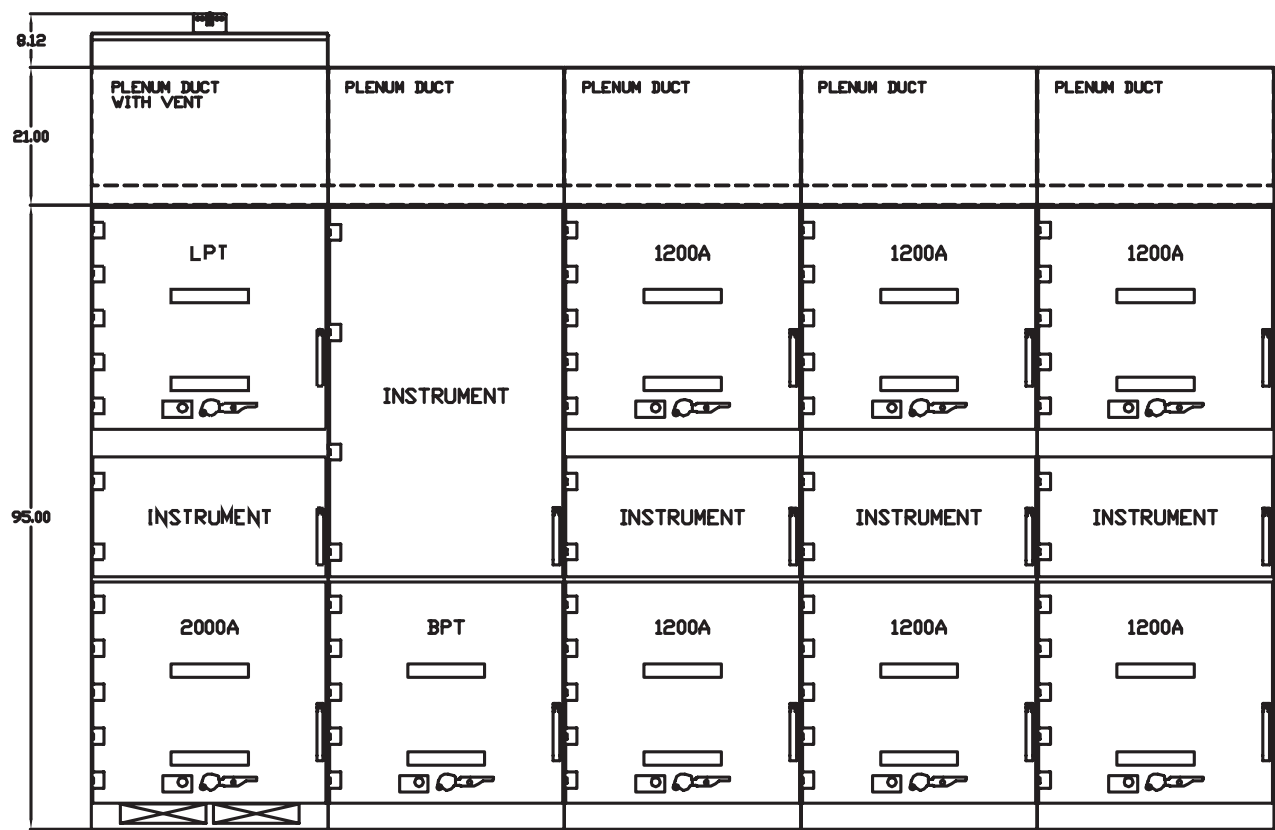 8.12
PLENUM DUCT
WITH VENT
PLENUM DUCT
PLENUM DUCT
PLENUM DUCT
PLENUM DUCT
21.00
LPT
1200A
1200A
1200A
INSTRUMENT
95.00
INSTRUMENT
INSTRUMENT
INSTRUMENT
INSTRUMENT
2000A
BPT
1200A
1200A
1200A